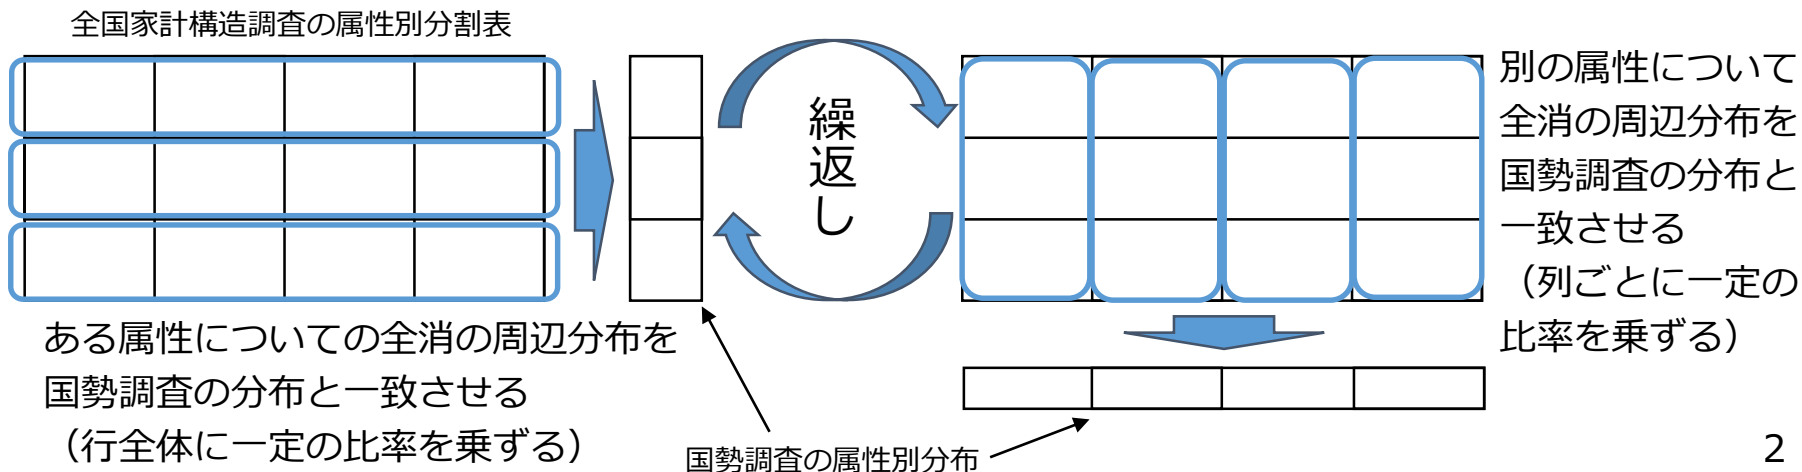 全国家計構造調査の属性別分割表
繰返し
別の属性について
全消の周辺分布を
国勢調査の分布と
一致させる
（列ごとに一定の
比率を乗ずる）
ある属性についての全消の周辺分布を
国勢調査の分布と一致させる
（行全体に一定の比率を乗ずる）
国勢調査の属性別分布
2